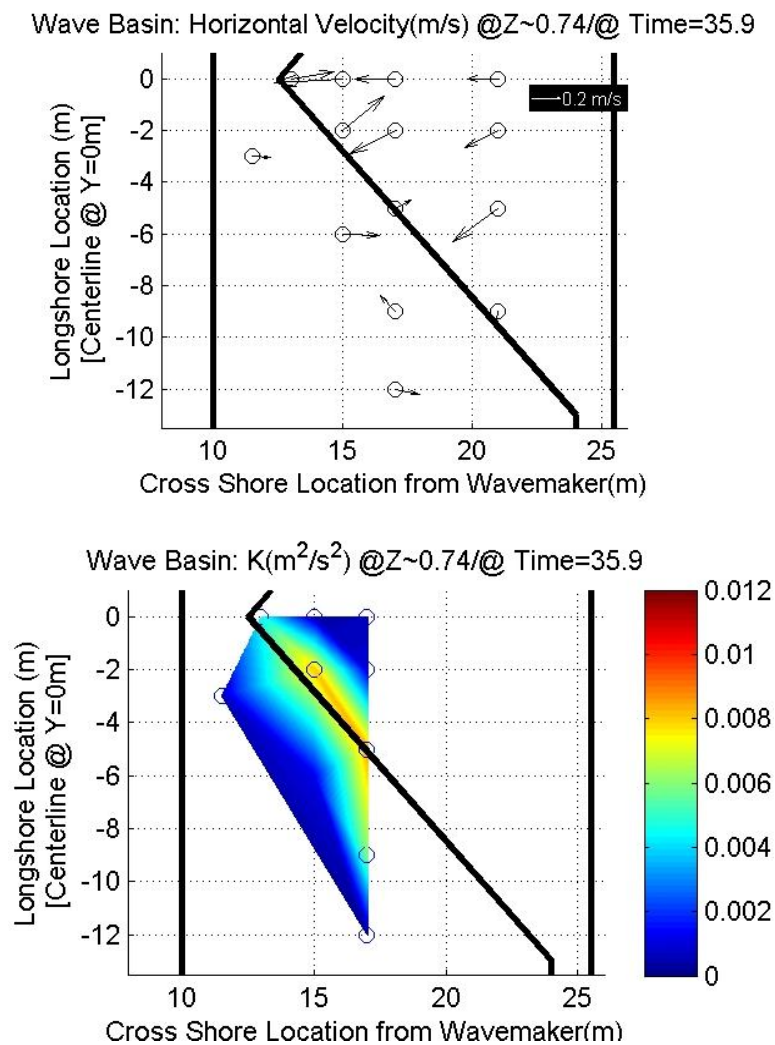 Wave Basin: Horizontal Velocity(m/s) @Z~0.74/@ Time=35.9
0
-2
-4
-6
-8
-10
-12
Longshore Location (m)
[Centerline @ Y=0m]
0.2 m/s
10 15 20 25
Cross Shore Location from Wavemaker(m)
Wave Basin: K(m²/s²) @Z~0.74/@ Time=35.9
0
-2
-4
-6
-8
-10
-12
Longshore Location (m)
[Centerline @ Y=0m]
10 15 20 25
Cross Shore Location from Wavemaker(m)
0.012
0.01
0.008
0.006
0.004
0.002
0